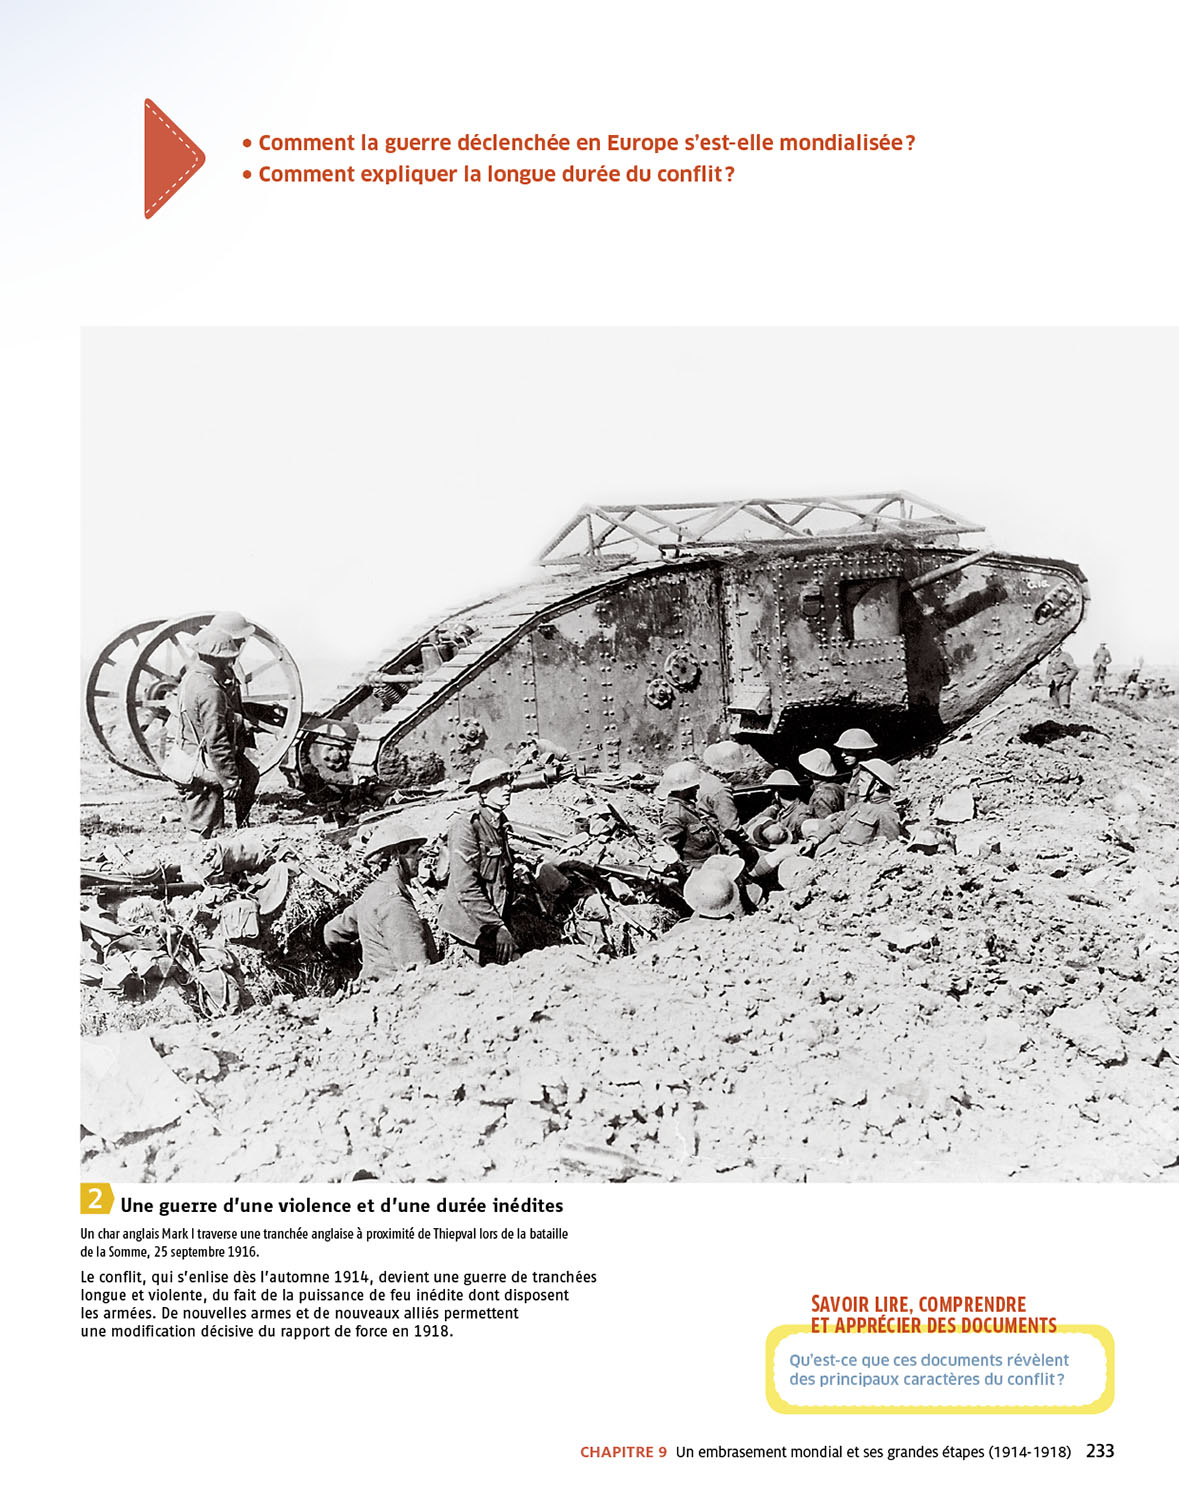 • Comment la guerre déclenchée en Europe s'est-elle mondialisée ?
• Comment expliquer la longue durée du conflit ?
2 Une guerre d'une violence et d'une durée inédites
Un char anglais Mark I traverse une tranchée anglaise à proximité de Thiepval lors de la bataille
de la Somme, 25 septembre 1916.
Le conflit, qui s'enlise dès l'automne 1914, devient une guerre de tranchées
longue et violente, du fait de la puissance de feu inédite dont disposent
les armées. De nouvelles armes et de nouveaux alliés permettent
une modification décisive du rapport de force en 1918.
SAVOIR LIRE, COMPRENDRE
ET APPRÉCIER DES DOCUMENTS
Qu'est-ce que ces documents révèlent
des principaux caractères du conflit ?
CHAPITRE 9 Un embrasement mondial et ses grandes étapes (1914-1918) 233